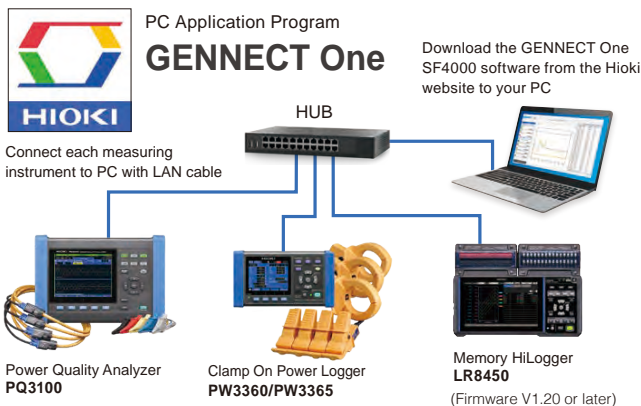 PC Application Program
GENNECT One
HIOKI
Download the GENNECT One
SF4000 software from the Hioki
website to your PC
HUB
Connect each measuring
instrument to PC with LAN cable
Power Quality Analyzer
PQ3100
Clamp On Power Logger
PW3360/PW3365
Memory HiLogger
LR8450
(Firmware V1.20 or later)